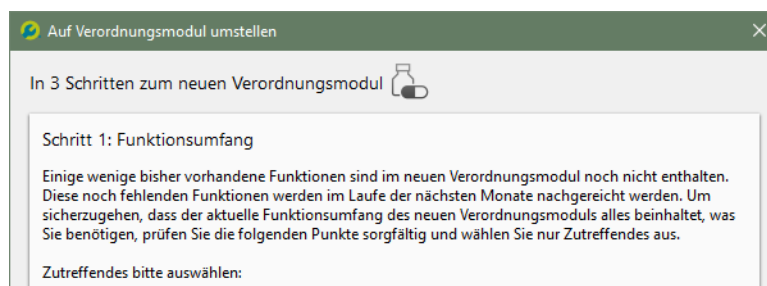 Auf Verordnungsmodul umstellen
In 3 Schritten zum neuen Verordnungsmodul
Schritt 1: Funktionsumfang
Einige wenige bisher vorhandene Funktionen sind im neuen Verordnungsmodul noch nicht enthalten.
Diese noch fehlenden Funktionen werden im Laufe der nächsten Monate nachgereicht werden. Um
sicherzugehen, dass der aktuelle Funktionsumfang des neuen Verordnungsmoduls alles beinhaltet, was
Sie benötigen, prüfen Sie die folgenden Punkte sorgfältig und wählen Sie nur Zutreffendes aus.
Zutreffendes bitte auswählen: